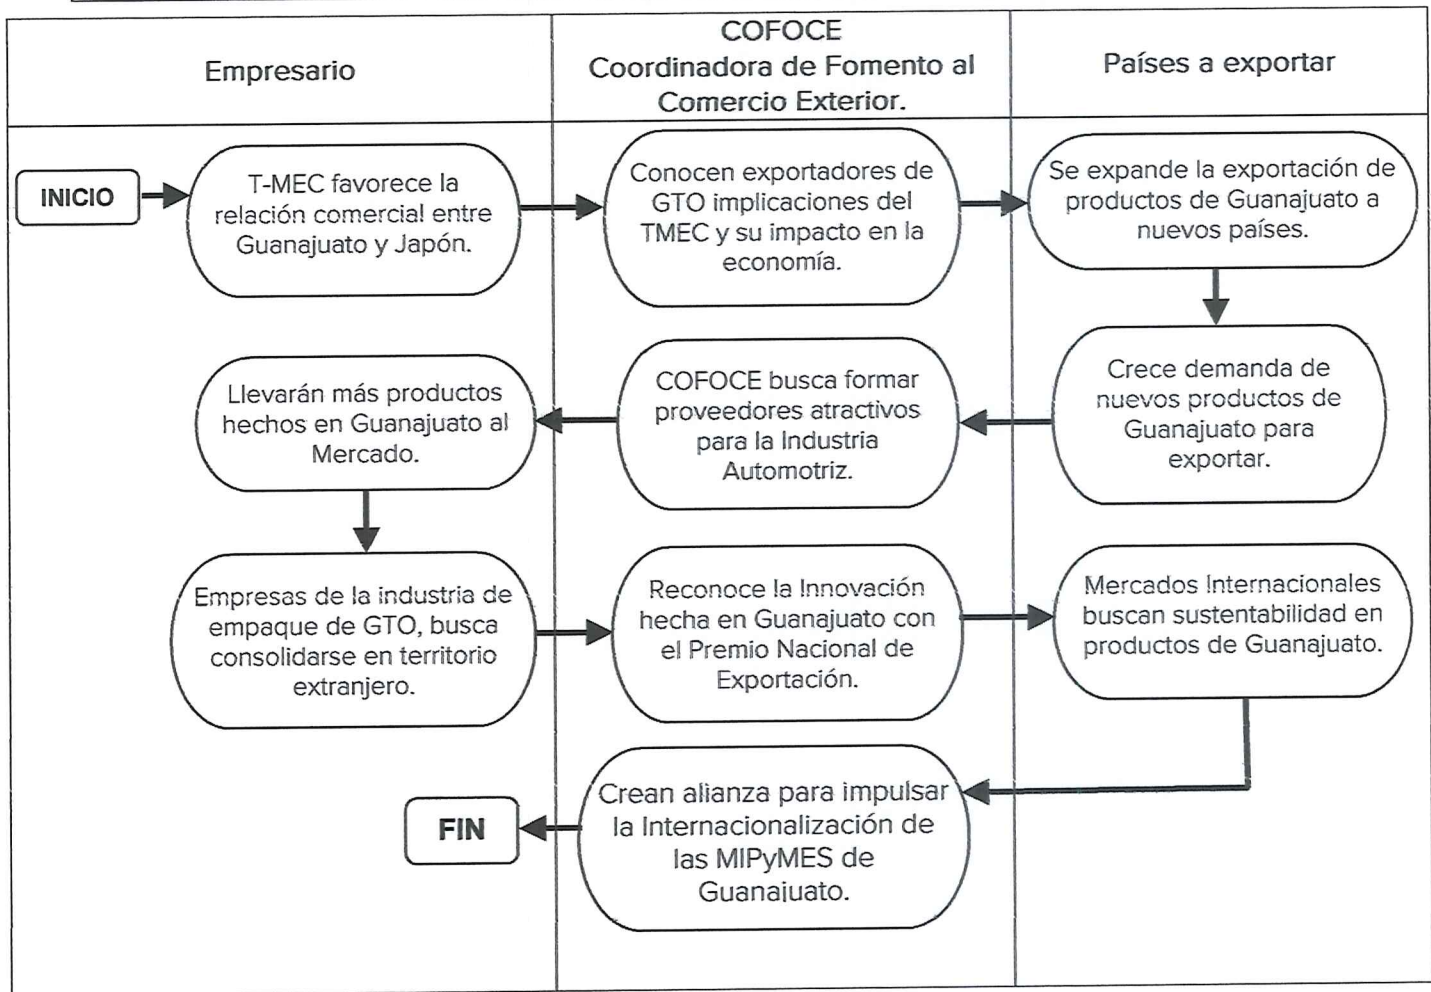 Empresario
COFOCE
Coordinadora de Fomento al
Comercio Exterior.
Países a exportar
INICIO
T-MEC favorece la
relación comercial entre
Guanajuato y Japón.
Conocen exportadores de
GTO implicaciones del
TMEC y su impacto en la
economía.
Se expande la exportación de
productos de Guanajuato a
nuevos países.
Crece demanda de
nuevos productos de
Guanajuato para
exportar.
COFOCE busca formar
proveedores atractivos
para la Industria
Automotriz.
Llevarán más productos
hechos en Guanajuato al
Mercado.
Empresas de la industria de
empaque de GTO, busca
consolidarse en territorio
extranjero.
Reconoce la Innovación
hecha en Guanajuato con
el Premio Nacional de
Exportación.
Mercados Internacionales
buscan sustentabilidad en
productos de Guanajuato.
Crean alianza para impulsar
la Internacionalización de
las MIPyMES de
Guanajuato.
FIN